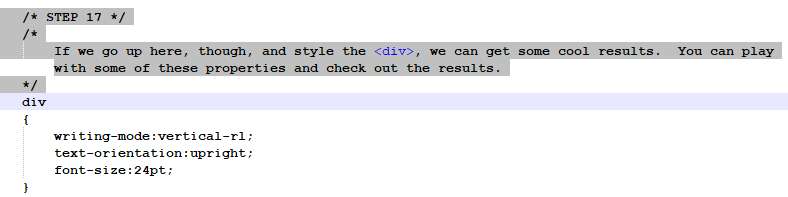 /* STEP 17 */
/*
If we go up here, though, and style the <div>, we can get some cool results.  You can play
with some of these properties and check out the results.
*/
div
{
writing-mode:vertical-rl;
text-orientation:upright;
font-size:24pt;
}